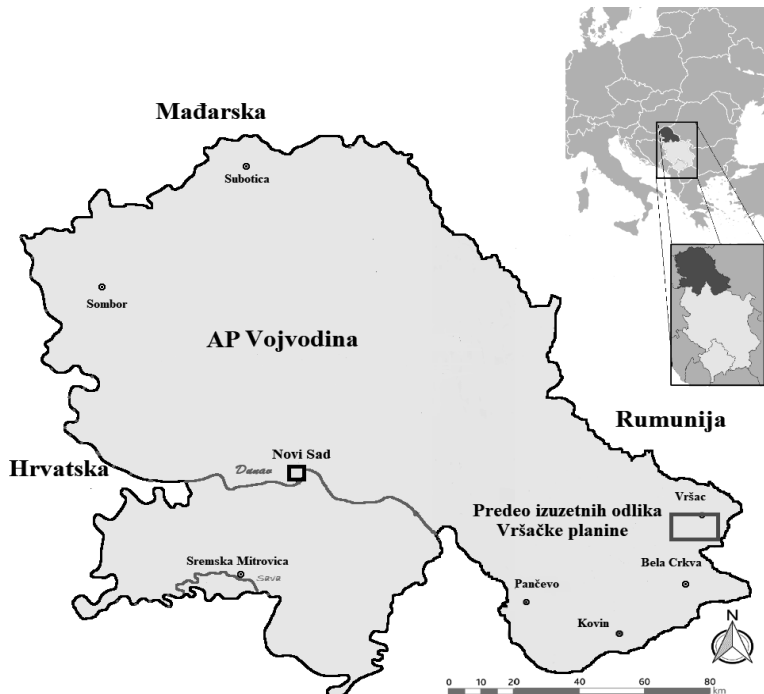 Mađarska
Subotica
Sombor
AP Vojvodina
Rumunija
Hrvatska
Dunav
Novi Sad
Predeo izuzetnih odlika
Vršačke planine
Vršac
Sremska Mitrovica
Sava
Bela Crkva
Pančevo
Kovin
N
0 10 20 40 60 80
km